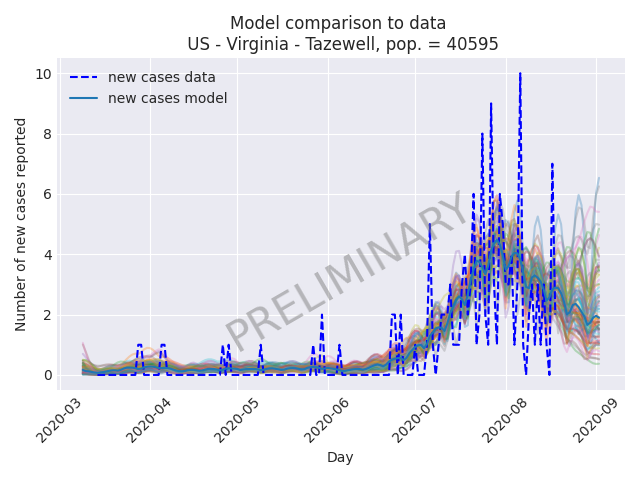 Model comparison to data
US - Virginia - Tazewell, pop. = 40595
new cases data
new cases model
Number of new cases reported
10
8
6
4
2
0
PRELIMINARY
2020-03
2020-04
2020-05
2020-06
2020-07
2020-08
2020-09
Day